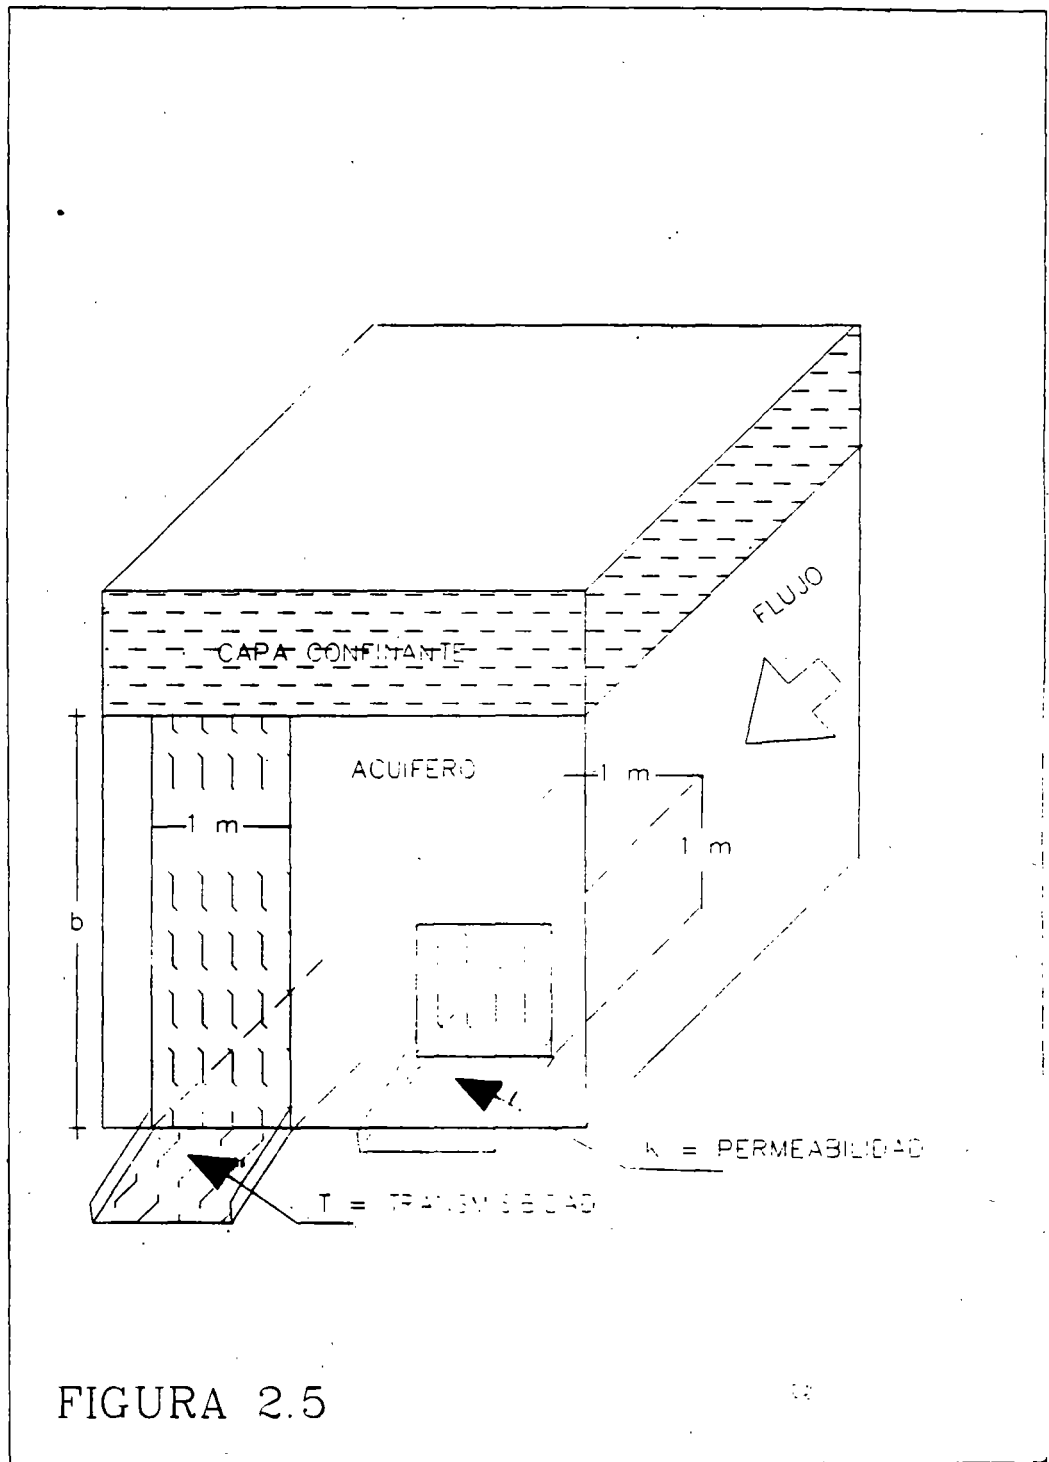 FLUJO
CAPA CONFINANTE
ACUIFERO
1 m
1 m
1 m
b
K = PERMEABILIDAD
T =
FIGURA 2.5